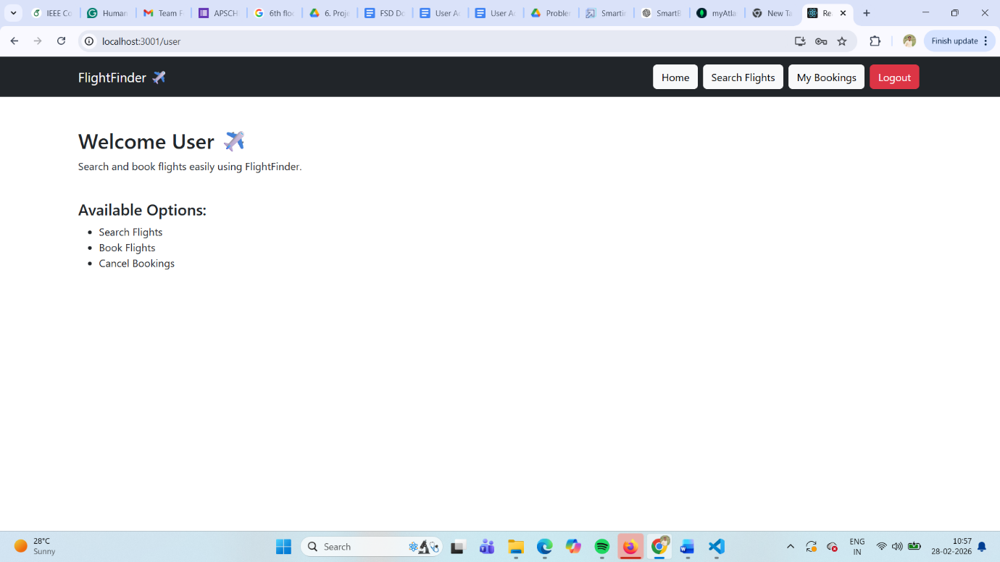 IEEE Co
Human
Team F
APSCH
6th flo
6. Proje
FSD Do
User A
User Ac
Probler
Smartir
SmartB
myAtla
New Ta
Re
localhost:3001/user
Finish update
FlightFinder ✈️
Home
Search Flights
My Bookings
Logout
Welcome User ✈️
Search and book flights easily using FlightFinder.
Available Options:
• Search Flights
• Book Flights
• Cancel Bookings
28°C
Sunny
Search
ENG
IN
10:57
28-02-2026